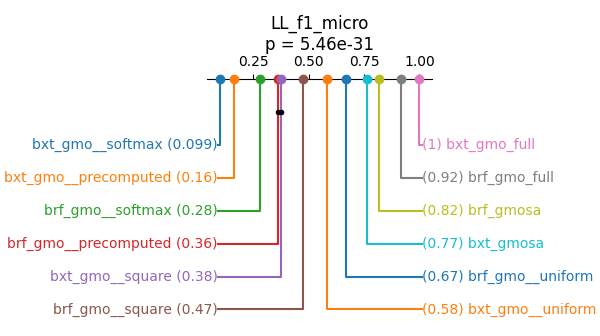 LL_f1_micro
p = 5.46e-31
0.25 0.50 0.75 1.00
bxt_gmo__softmax (0.099) (1) bxt_gmo_full
bxt_gmo__precomputed (0.16) (0.92) brf_gmo_full
brf_gmo__softmax (0.28) (0.82) brf_gmosa
brf_gmo__precomputed (0.36) (0.77) bxt_gmosa
bxt_gmo__square (0.38) (0.67) brf_gmo__uniform
brf_gmo__square (0.47) (0.58) bxt_gmo__uniform